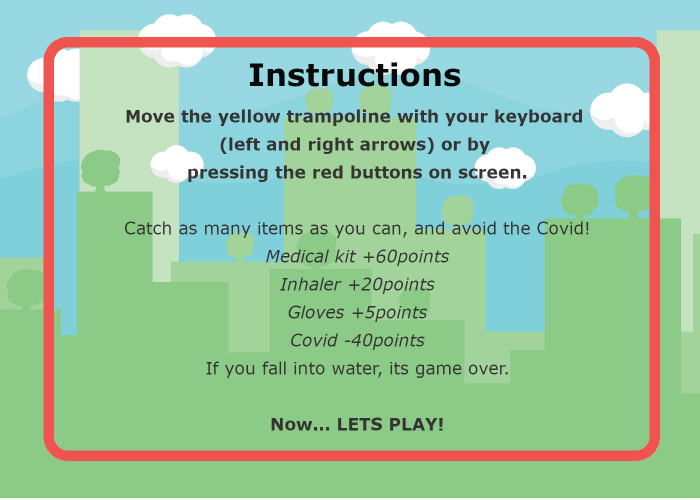 Instructions
Move the yellow trampoline with your keyboard
(left and right arrows) or by
pressing the red buttons on screen.
Catch as many items as you can, and avoid the Covid!
Medical kit +60points
Inhaler +20points
Gloves +5points
Covid -40points
If you fall into water, its game over.
Now... LETS PLAY!